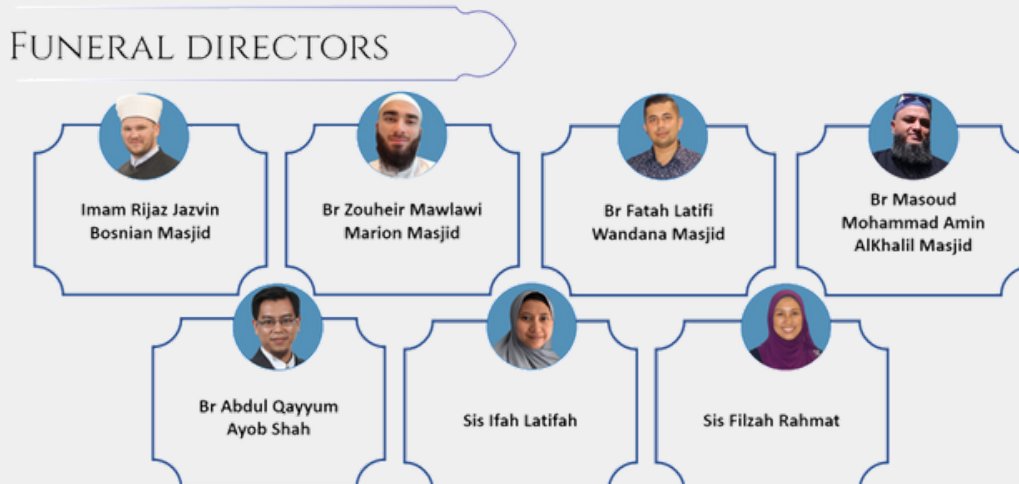 FUNERAL DIRECTORS
Imam Rijaz Jazvin
Bosnian Masjid
Br Zouheir Mawlawi
Marion Masjid
Br Fatah Latifi
Wandana Masjid
Br Masoud
Mohammad Amin
AlKhalil Masjid
Br Abdul Qayyum
Ayob Shah
Sis Ifah Latifah
Sis Filzah Rahmat